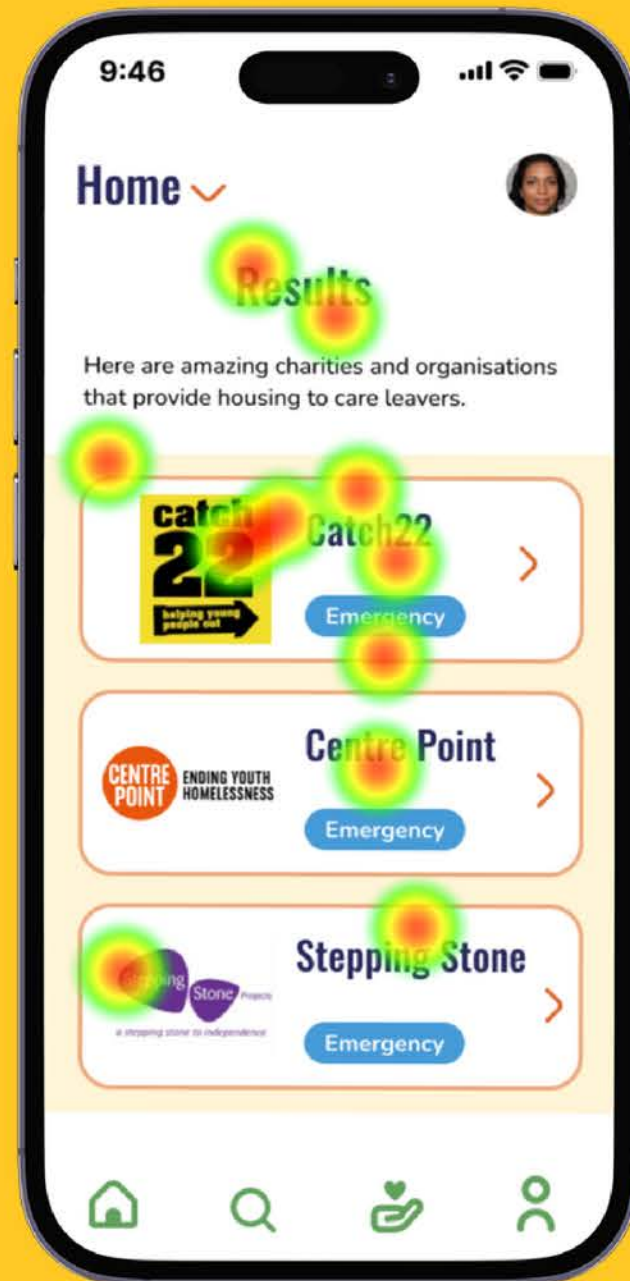 9:46
Home
Results
Here are amazing charities and organisations
that provide housing to care leavers.
catch
22
helping young
people out
Catch22
Emergency
CENTRE
POINT
ENDING YOUTH
HOMELESSNESS
Centre Point
Emergency
Stepping
Stone Projects
a stepping stone to independence
Stepping Stone
Emergency